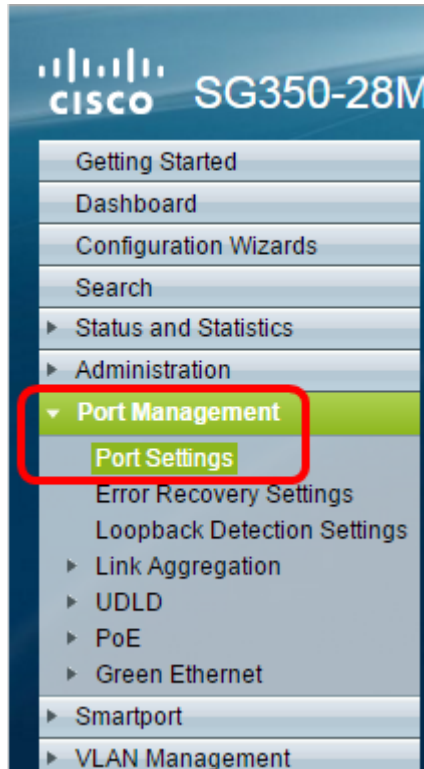 CISCO SG350-28M
Getting Started
Dashboard
Configuration Wizards
Search
Status and Statistics
Administration
Port Management
Port Settings
Error Recovery Settings
Loopback Detection Settings
Link Aggregation
UDLD
PoE
Green Ethernet
Smartport
VLAN Management